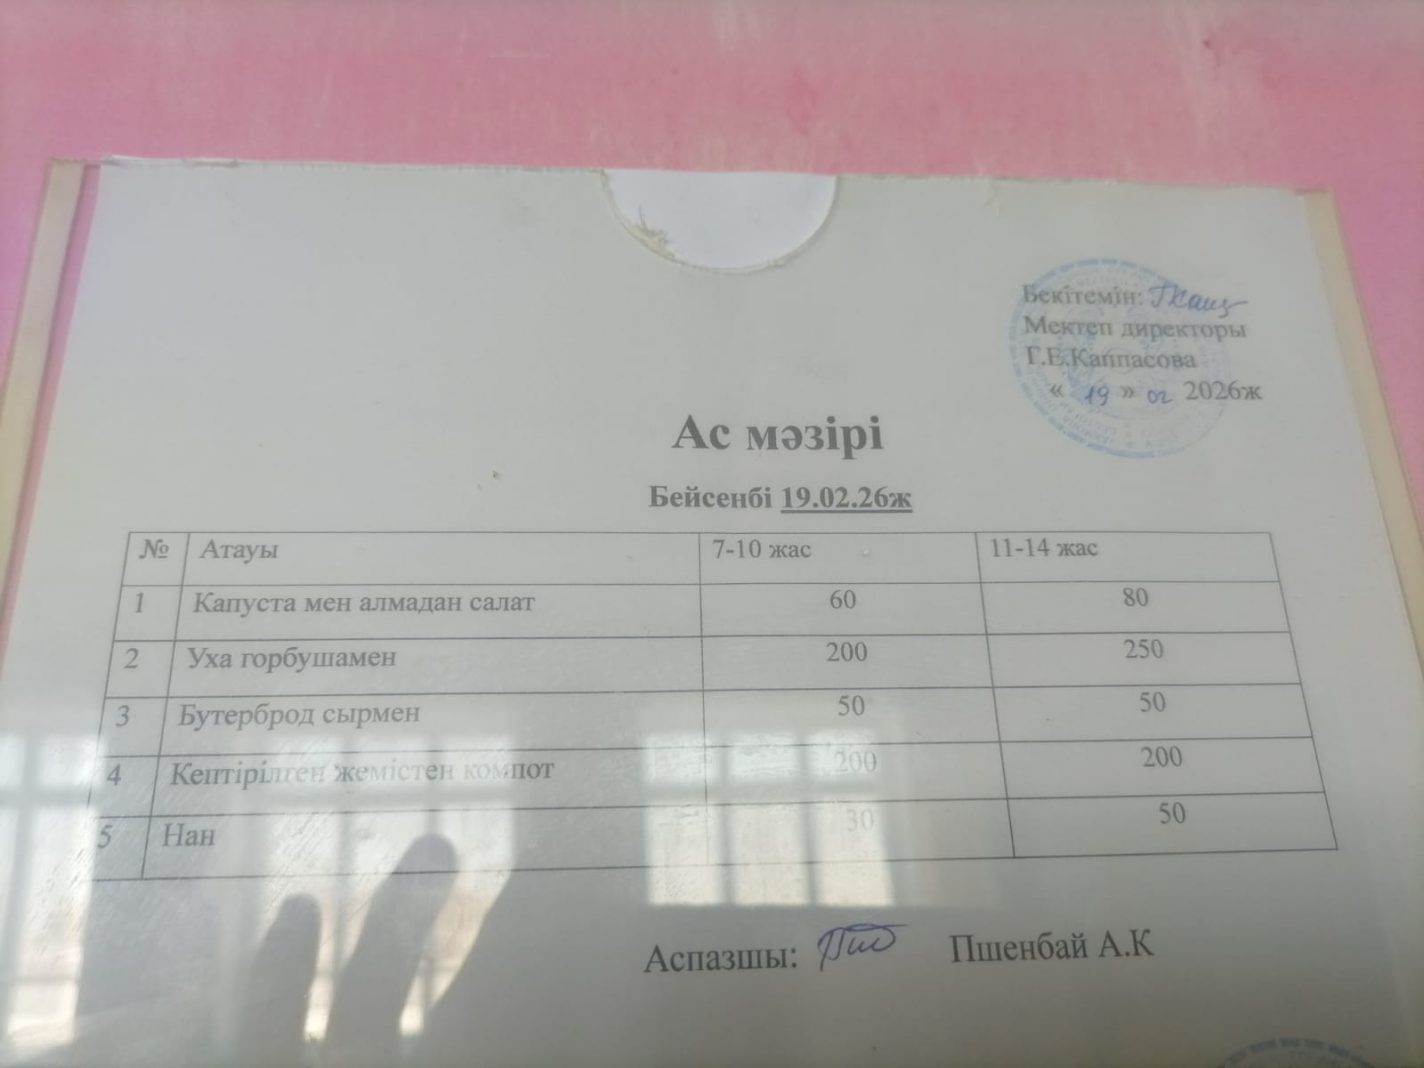 Бекітемін:
Мектеп директоры
Г.Е.Каппасова
« 19 » 02 2026ж
Ас мәзірі
Бейсенбі 19.02.26ж
№ Атауы 7-10 жас 11-14 жас
1 Капуста мен алмадан салат 60 80
2 Уха горбушамен 200 250
3 Бутерброд сырмен 50 50
4 Кептірілген жемістен компот 200 200
5 Нан 30 50
Аспазшы: Пшенбай А.К